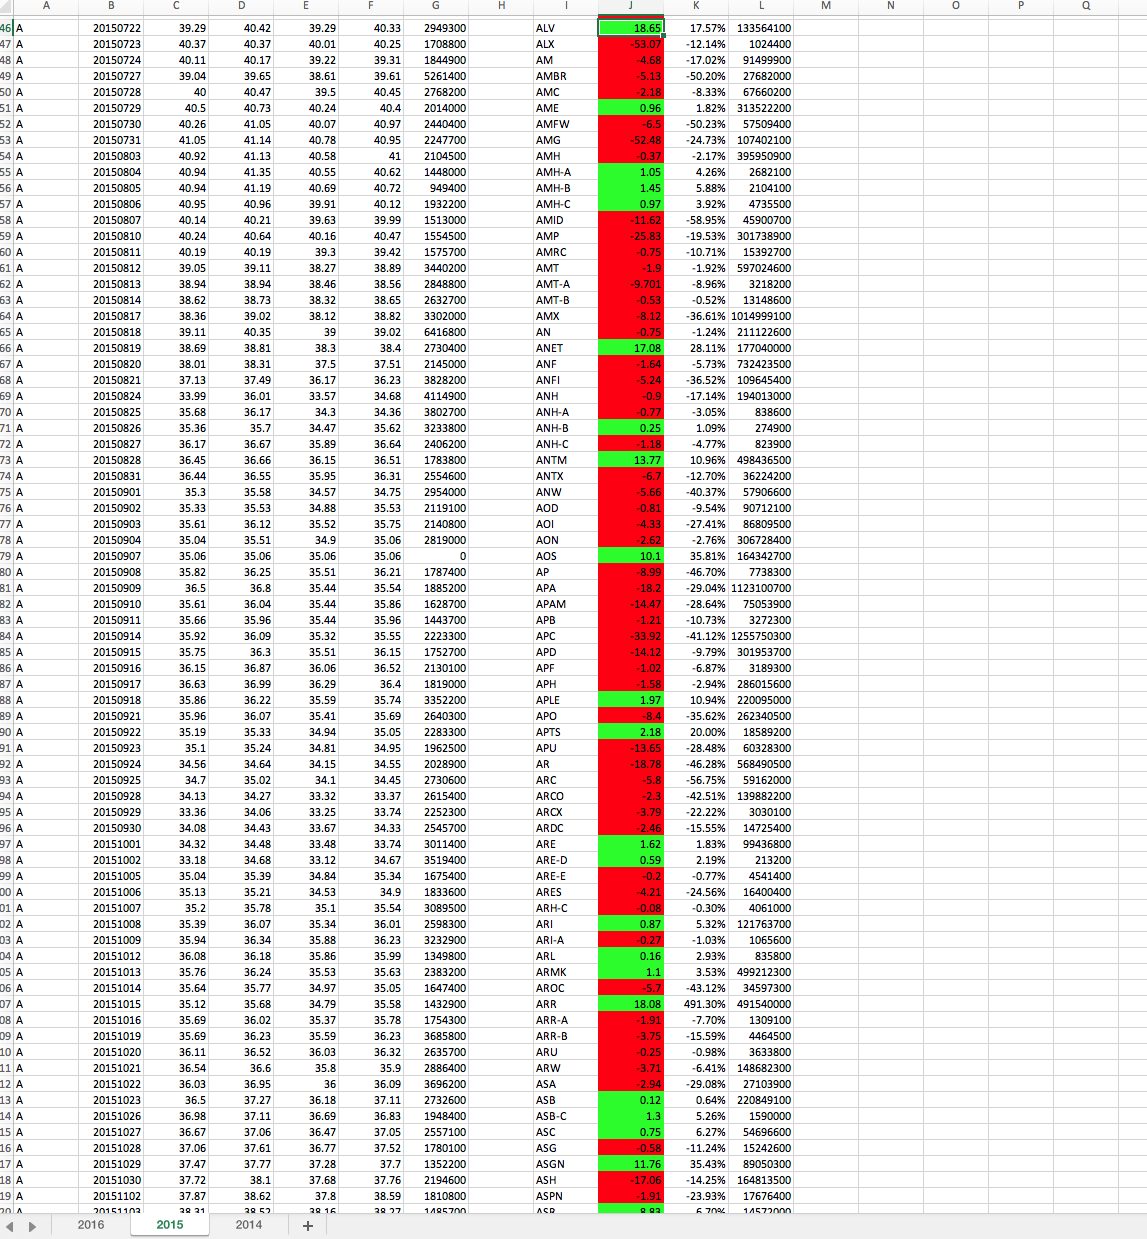 A B C D E F G H I J K L M N O P Q
46 A 20150722 39.29 40.42 39.29 40.33 2949300 ALV 18.65 17.57% 133564100
47 A 20150723 40.37 40.37 40.01 40.25 1708800 ALX -53.07 -12.14% 1024400
48 A 20150724 40.11 40.17 39.22 39.31 1844900 AM -4.68 -17.02% 91499900
49 A 20150727 39.04 39.65 38.61 39.61 5261400 AMBR -5.13 -50.20% 27682000
50 A 20150728 40 40.47 39.5 40.45 2768200 AMC -2.18 -8.33% 67660200
51 A 20150729 40.5 40.73 40.24 40.4 2014000 AME 0.96 1.82% 313522200
52 A 20150730 40.26 41.05 40.07 40.97 2440400 AMFW -6.5 -50.23% 57509400
53 A 20150731 41.05 41.14 40.78 40.95 2247700 AMG -52.48 -24.73% 107402100
54 A 20150803 40.92 41.13 40.58 41 2104500 AMH -0.37 -2.17% 395950900
55 A 20150804 40.94 41.35 40.55 40.62 1448000 AMH-A 1.05 4.26% 2682100
56 A 20150805 40.94 41.19 40.69 40.72 949400 AMH-B 1.45 5.88% 2104100
57 A 20150806 40.95 40.96 39.91 40.12 1932200 AMH-C 0.97 3.92% 4735500
58 A 20150807 40.14 40.21 39.63 39.99 1513000 AMID -11.62 -58.95% 45900700
59 A 20150810 40.24 40.64 40.16 40.47 1554500 AMP -25.83 -19.53% 301738900
60 A 20150811 40.19 40.19 39.3 39.42 1575700 AMRC -0.75 -10.71% 15392700
61 A 20150812 39.05 39.11 38.27 38.89 3440200 AMT -1.9 -1.92% 597024600
62 A 20150813 38.94 38.94 38.46 38.56 2848800 AMT-A -9.701 -8.96% 3218200
63 A 20150814 38.62 38.73 38.32 38.65 2632700 AMT-B -0.53 -0.52% 13148600
64 A 20150817 38.36 39.02 38.12 38.82 3302000 AMX -8.12 -36.61% 1014999100
65 A 20150818 39.11 40.35 39 39.02 6416800 AN -0.75 -1.24% 211122600
66 A 20150819 38.69 38.81 38.3 38.4 2730400 ANET 17.08 28.11% 177040000
67 A 20150820 38.01 38.31 37.5 37.51 2145000 ANF -1.64 -5.73% 732423500
68 A 20150821 37.13 37.49 36.17 36.23 3828200 ANFI -5.24 -36.52% 109645400
69 A 20150824 33.99 36.01 33.57 34.68 4114900 ANH -0.9 -17.14% 194013000
70 A 20150825 35.68 36.17 34.3 34.36 3802700 ANH-A -0.77 -3.05% 838600
71 A 20150826 35.36 35.7 34.47 35.62 3233800 ANH-B 0.25 1.09% 274900
72 A 20150827 36.17 36.67 35.89 36.64 2406200 ANH-C -1.18 -4.77% 823900
73 A 20150828 36.45 36.66 36.15 36.51 1783800 ANTM 13.77 10.96% 498436500
74 A 20150831 36.44 36.55 35.95 36.31 2554600 ANTX -6.7 -12.70% 36224200
75 A 20150901 35.3 35.58 34.57 34.75 2954000 ANW -5.66 -40.37% 57906600
76 A 20150902 35.33 35.53 34.88 35.53 2119100 AOD -0.81 -9.54% 90712100
77 A 20150903 35.61 36.12 35.52 35.75 2140800 AOI -4.33 -27.41% 86809500
78 A 20150904 35.04 35.51 34.9 35.06 2819000 AON -2.62 -2.76% 306728400
79 A 20150907 35.06 35.06 35.06 35.06 0 AOS 10.1 35.81% 164342700
80 A 20150908 35.82 36.25 35.51 36.21 1787400 AP -8.99 -46.70% 7738300
81 A 20150909 36.5 36.8 35.44 35.54 1885200 APA -18.2 -29.04% 1123100700
82 A 20150910 35.61 36.04 35.44 35.86 1628700 APAM -14.47 -28.64% 75053900
83 A 20150911 35.66 35.96 35.44 35.96 1443700 APB -1.21 -10.73% 3272300
84 A 20150914 35.92 36.09 35.32 35.55 2223300 APC -33.92 -41.12% 1255750300
85 A 20150915 35.75 36.3 35.51 36.15 1752700 APD -14.12 -9.79% 301953700
86 A 20150916 36.15 36.87 36.06 36.52 2130100 APF -1.02 -6.87% 3189300
87 A 20150917 36.63 36.99 36.29 36.4 1819000 APH -1.58 -2.94% 286015600
88 A 20150918 35.86 36.22 35.59 35.74 3352200 APLE 1.97 10.94% 220095000
89 A 20150921 35.96 36.07 35.41 35.69 2640300 APO -8.4 -35.62% 262340500
90 A 20150922 35.19 35.33 34.94 35.05 2283300 APTS 2.18 20.00% 18589200
91 A 20150923 35.1 35.24 34.81 34.95 1962500 APU -13.65 -28.48% 60328300
92 A 20150924 34.56 34.64 34.15 34.55 2028900 AR -18.78 -46.28% 568490500
93 A 20150925 34.7 35.02 34.1 34.45 2730600 ARC -5.8 -56.75% 59162000
94 A 20150928 34.13 34.27 33.32 33.37 2615400 ARCO -2.3 -42.51% 139882200
95 A 20150929 33.36 34.06 33.25 33.74 2252300 ARCX -3.79 -22.22% 3030100
96 A 20150930 34.08 34.43 33.67 34.33 2545700 ARDC -2.46 -15.55% 14725400
97 A 20151001 34.32 34.48 33.48 33.74 3011400 ARE 1.62 1.83% 99436800
98 A 20151002 33.18 34.68 33.12 34.67 3519400 ARE-D 0.59 2.19% 213200
99 A 20151005 35.04 35.39 34.84 35.34 1675400 ARE-E -0.2 -0.77% 4541400
00 A 20151006 35.13 35.21 34.53 34.9 1833600 ARES -4.21 -24.56% 16400400
01 A 20151007 35.2 35.78 35.1 35.54 3089500 ARH-C -0.08 -0.30% 4061000
02 A 20151008 35.39 36.07 35.34 36.01 2598300 ARI 0.87 5.32% 121763700
03 A 20151009 35.94 36.34 35.88 36.23 3232900 ARI-A -0.27 -1.03% 1065600
04 A 20151012 36.08 36.18 35.86 35.99 1349800 ARL 0.16 2.93% 835800
05 A 20151013 35.76 36.24 35.53 35.63 2383200 ARMK 1.1 3.53% 499212300
06 A 20151014 35.64 35.77 34.97 35.05 1647400 AROC -5.7 -43.12% 34597300
07 A 20151015 35.12 35.68 34.79 35.58 1432900 ARR 18.08 491.30% 491540000
08 A 20151016 35.69 36.02 35.37 35.78 1754300 ARR-A -1.91 -7.70% 1309100
09 A 20151019 35.69 36.23 35.59 36.23 3685800 ARR-B -3.75 -15.59% 4464500
10 A 20151020 36.11 36.52 36.03 36.32 2635700 ARU -0.25 -0.98% 3633800
11 A 20151021 36.54 36.6 35.8 35.9 2886400 ARW -3.71 -6.41% 148682300
12 A 20151022 36.03 36.95 36 36.09 3696200 ASA -2.94 -29.08% 27103900
13 A 20151023 36.5 37.27 36.18 37.11 2732600 ASB 0.12 0.64% 220849100
14 A 20151026 36.98 37.11 36.69 36.83 1948400 ASB-C 1.3 5.26% 1590000
15 A 20151027 36.67 37.06 36.47 37.05 2557100 ASC 0.75 6.27% 54696600
16 A 20151028 37.06 37.61 36.77 37.52 1780100 ASG -0.58 -11.24% 15242600
17 A 20151029 37.47 37.77 37.28 37.7 1352200 ASGN 11.76 35.43% 89050300
18 A 20151030 37.72 38.1 37.68 37.76 2194600 ASH -17.06 -14.25% 164813500
19 A 20151102 37.87 38.62 37.8 38.59 1810800 ASPN -1.91 -23.93% 17676400
20 A 20151103 38.31 38.52 38.16 38.27 1485700 ASR 8.83 6.70% 14572000
2016 2015 2014 +